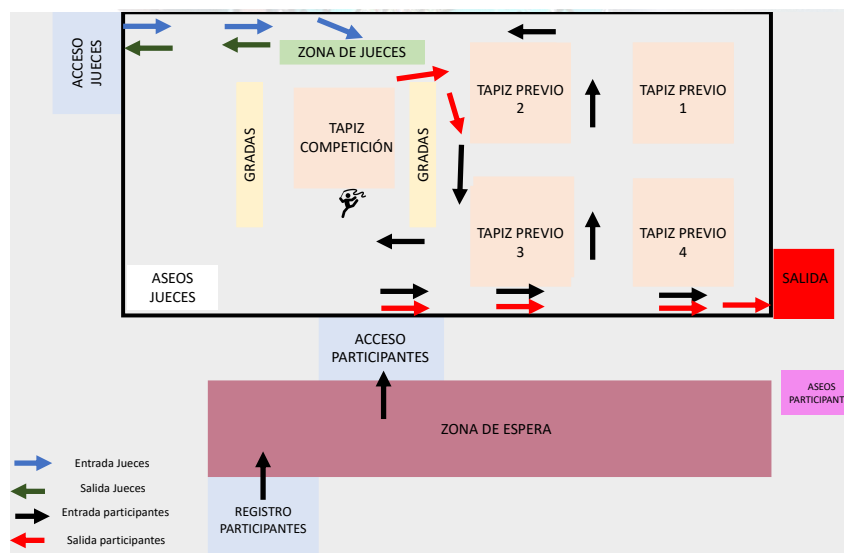 ACCESO
JUECES
ZONA DE JUECES
GRADAS
TAPIZ
COMPETICIÓN
GRADAS
TAPIZ PREVIO
2
TAPIZ PREVIO
1
TAPIZ PREVIO
3
TAPIZ PREVIO
4
ASEOS
JUECES
SALIDA
ACCESO
PARTICIPANTES
ASEOS
PARTICIPANT
ZONA DE ESPERA
REGISTRO
PARTICIPANTES
Entrada Jueces
Salida Jueces
Entrada participantes
Salida participantes